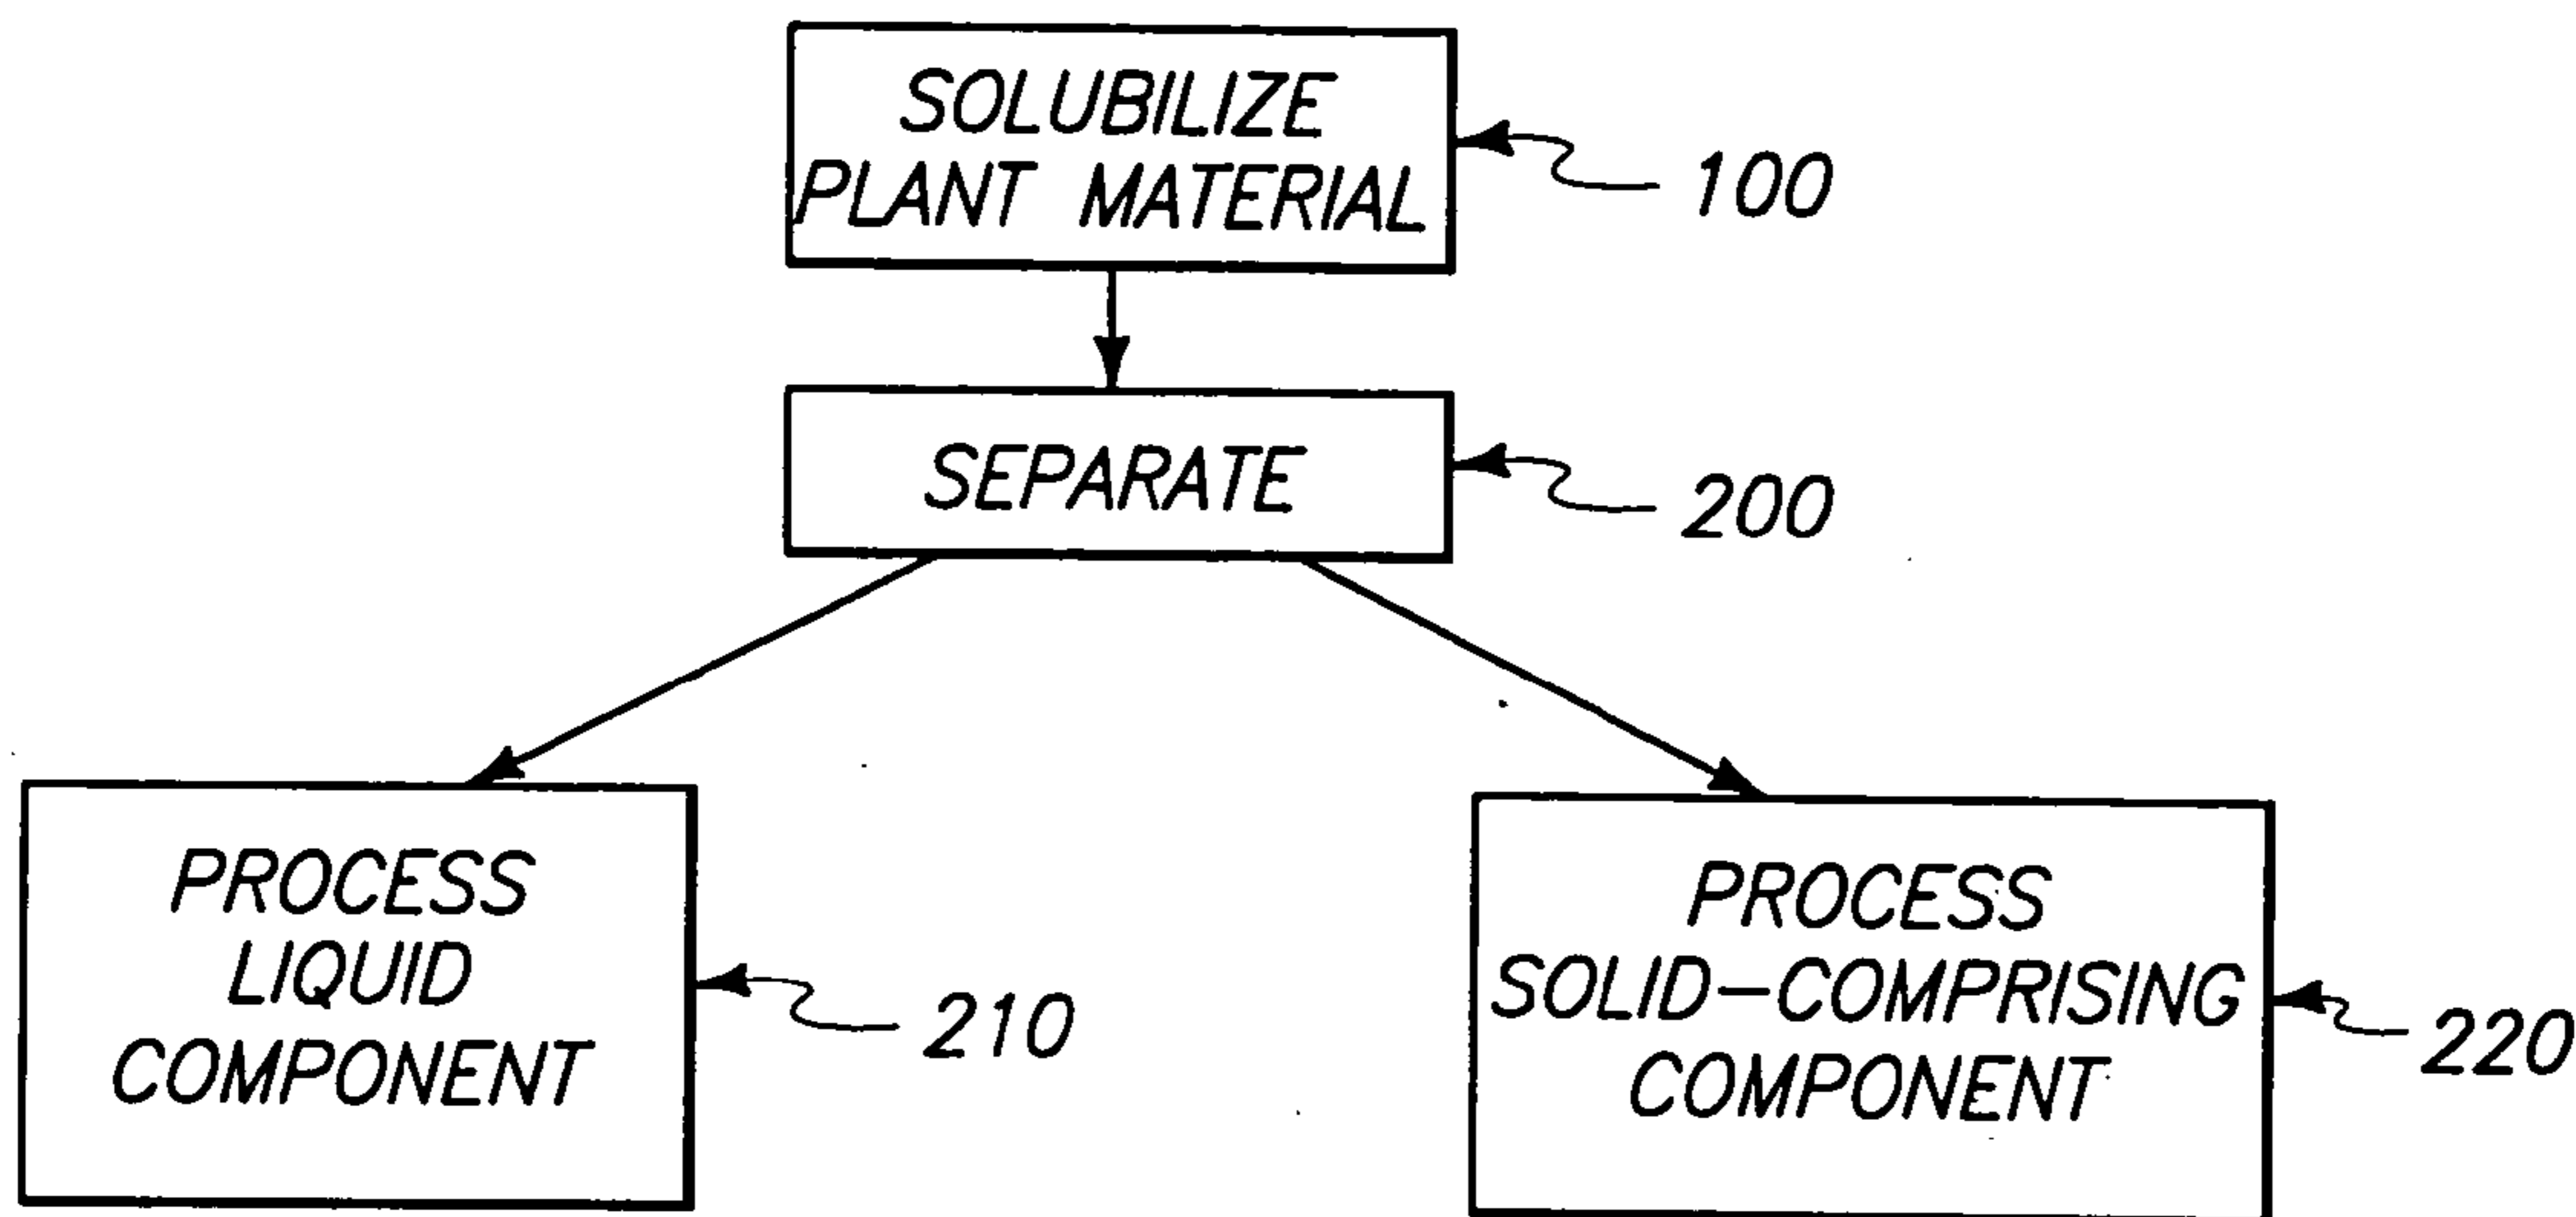 SOLUBILIZE
PLANT MATERIAL
100
SEPARATE
200
PROCESS
LIQUID
COMPONENT
210
PROCESS
SOLID-COMPRISING
COMPONENT
220